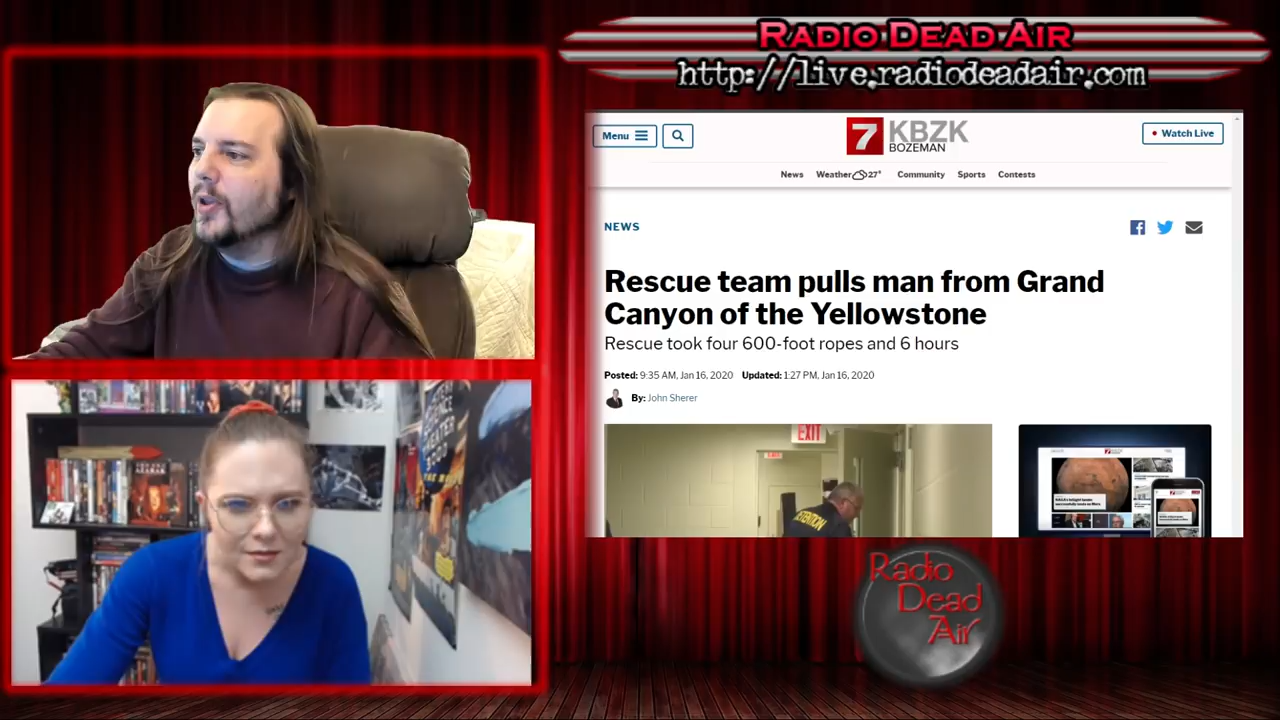 RADIO DEAD AIR
http://live.radiodeadair.com
Menu
7 KBZK
BOZEMAN
Watch Live
News Weather 27° Community Sports Contests
NEWS
Rescue team pulls man from Grand
Canyon of the Yellowstone
Rescue took four 600-foot ropes and 6 hours
Posted: 9:35 AM, Jan 16, 2020 Updated: 1:27 PM, Jan 16, 2020
By: John Sherer
EXIT
DETENTION
Radio
Dead
Air